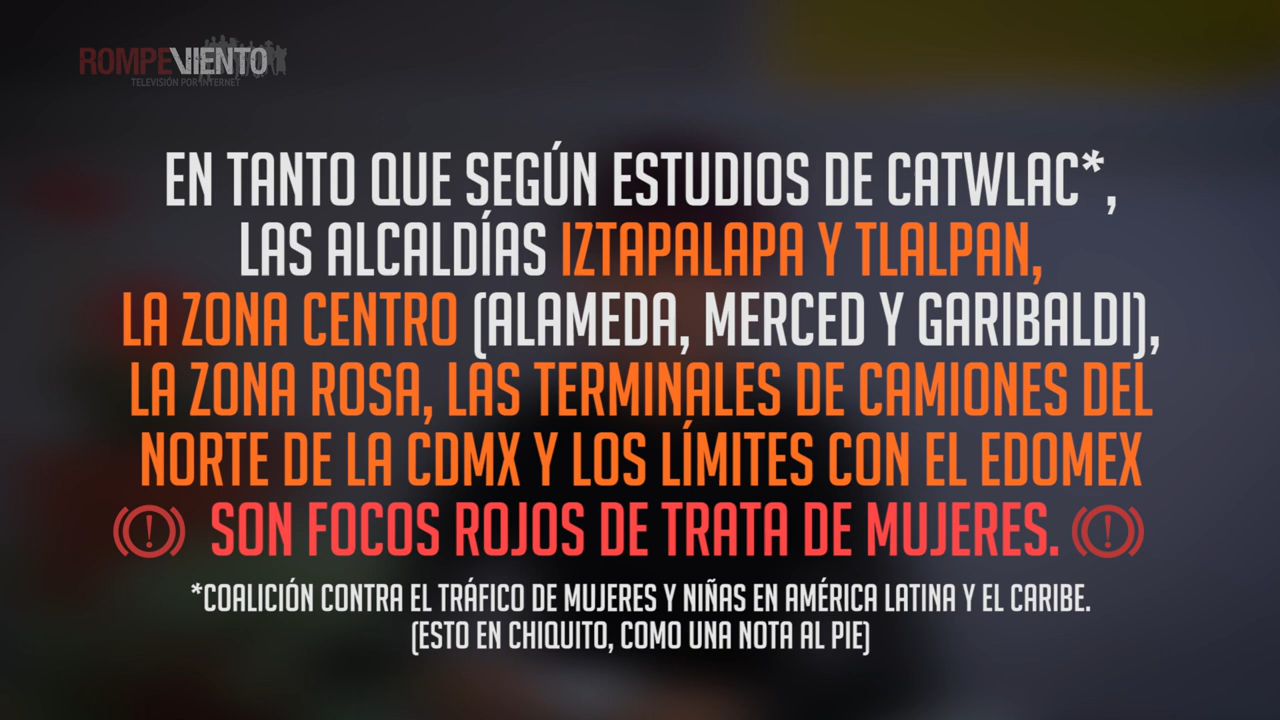 ROMPEVIENTO
TELEVISIÓN POR INTERNET
EN TANTO QUE SEGÚN ESTUDIOS DE CATWLAC*,
LAS ALCALDÍAS IZTAPALAPA Y TLALPAN,
LA ZONA CENTRO (ALAMEDA, MERCED Y GARIBALDI),
LA ZONA ROSA, LAS TERMINALES DE CAMIONES DEL
NORTE DE LA CDMX Y LOS LÍMITES CON EL EDOMEX
SON FOCOS ROJOS DE TRATA DE MUJERES.
*COALICIÓN CONTRA EL TRÁFICO DE MUJERES Y NIÑAS EN AMÉRICA LATINA Y EL CARIBE.
(ESTO EN CHIQUITO, COMO UNA NOTA AL PIE)